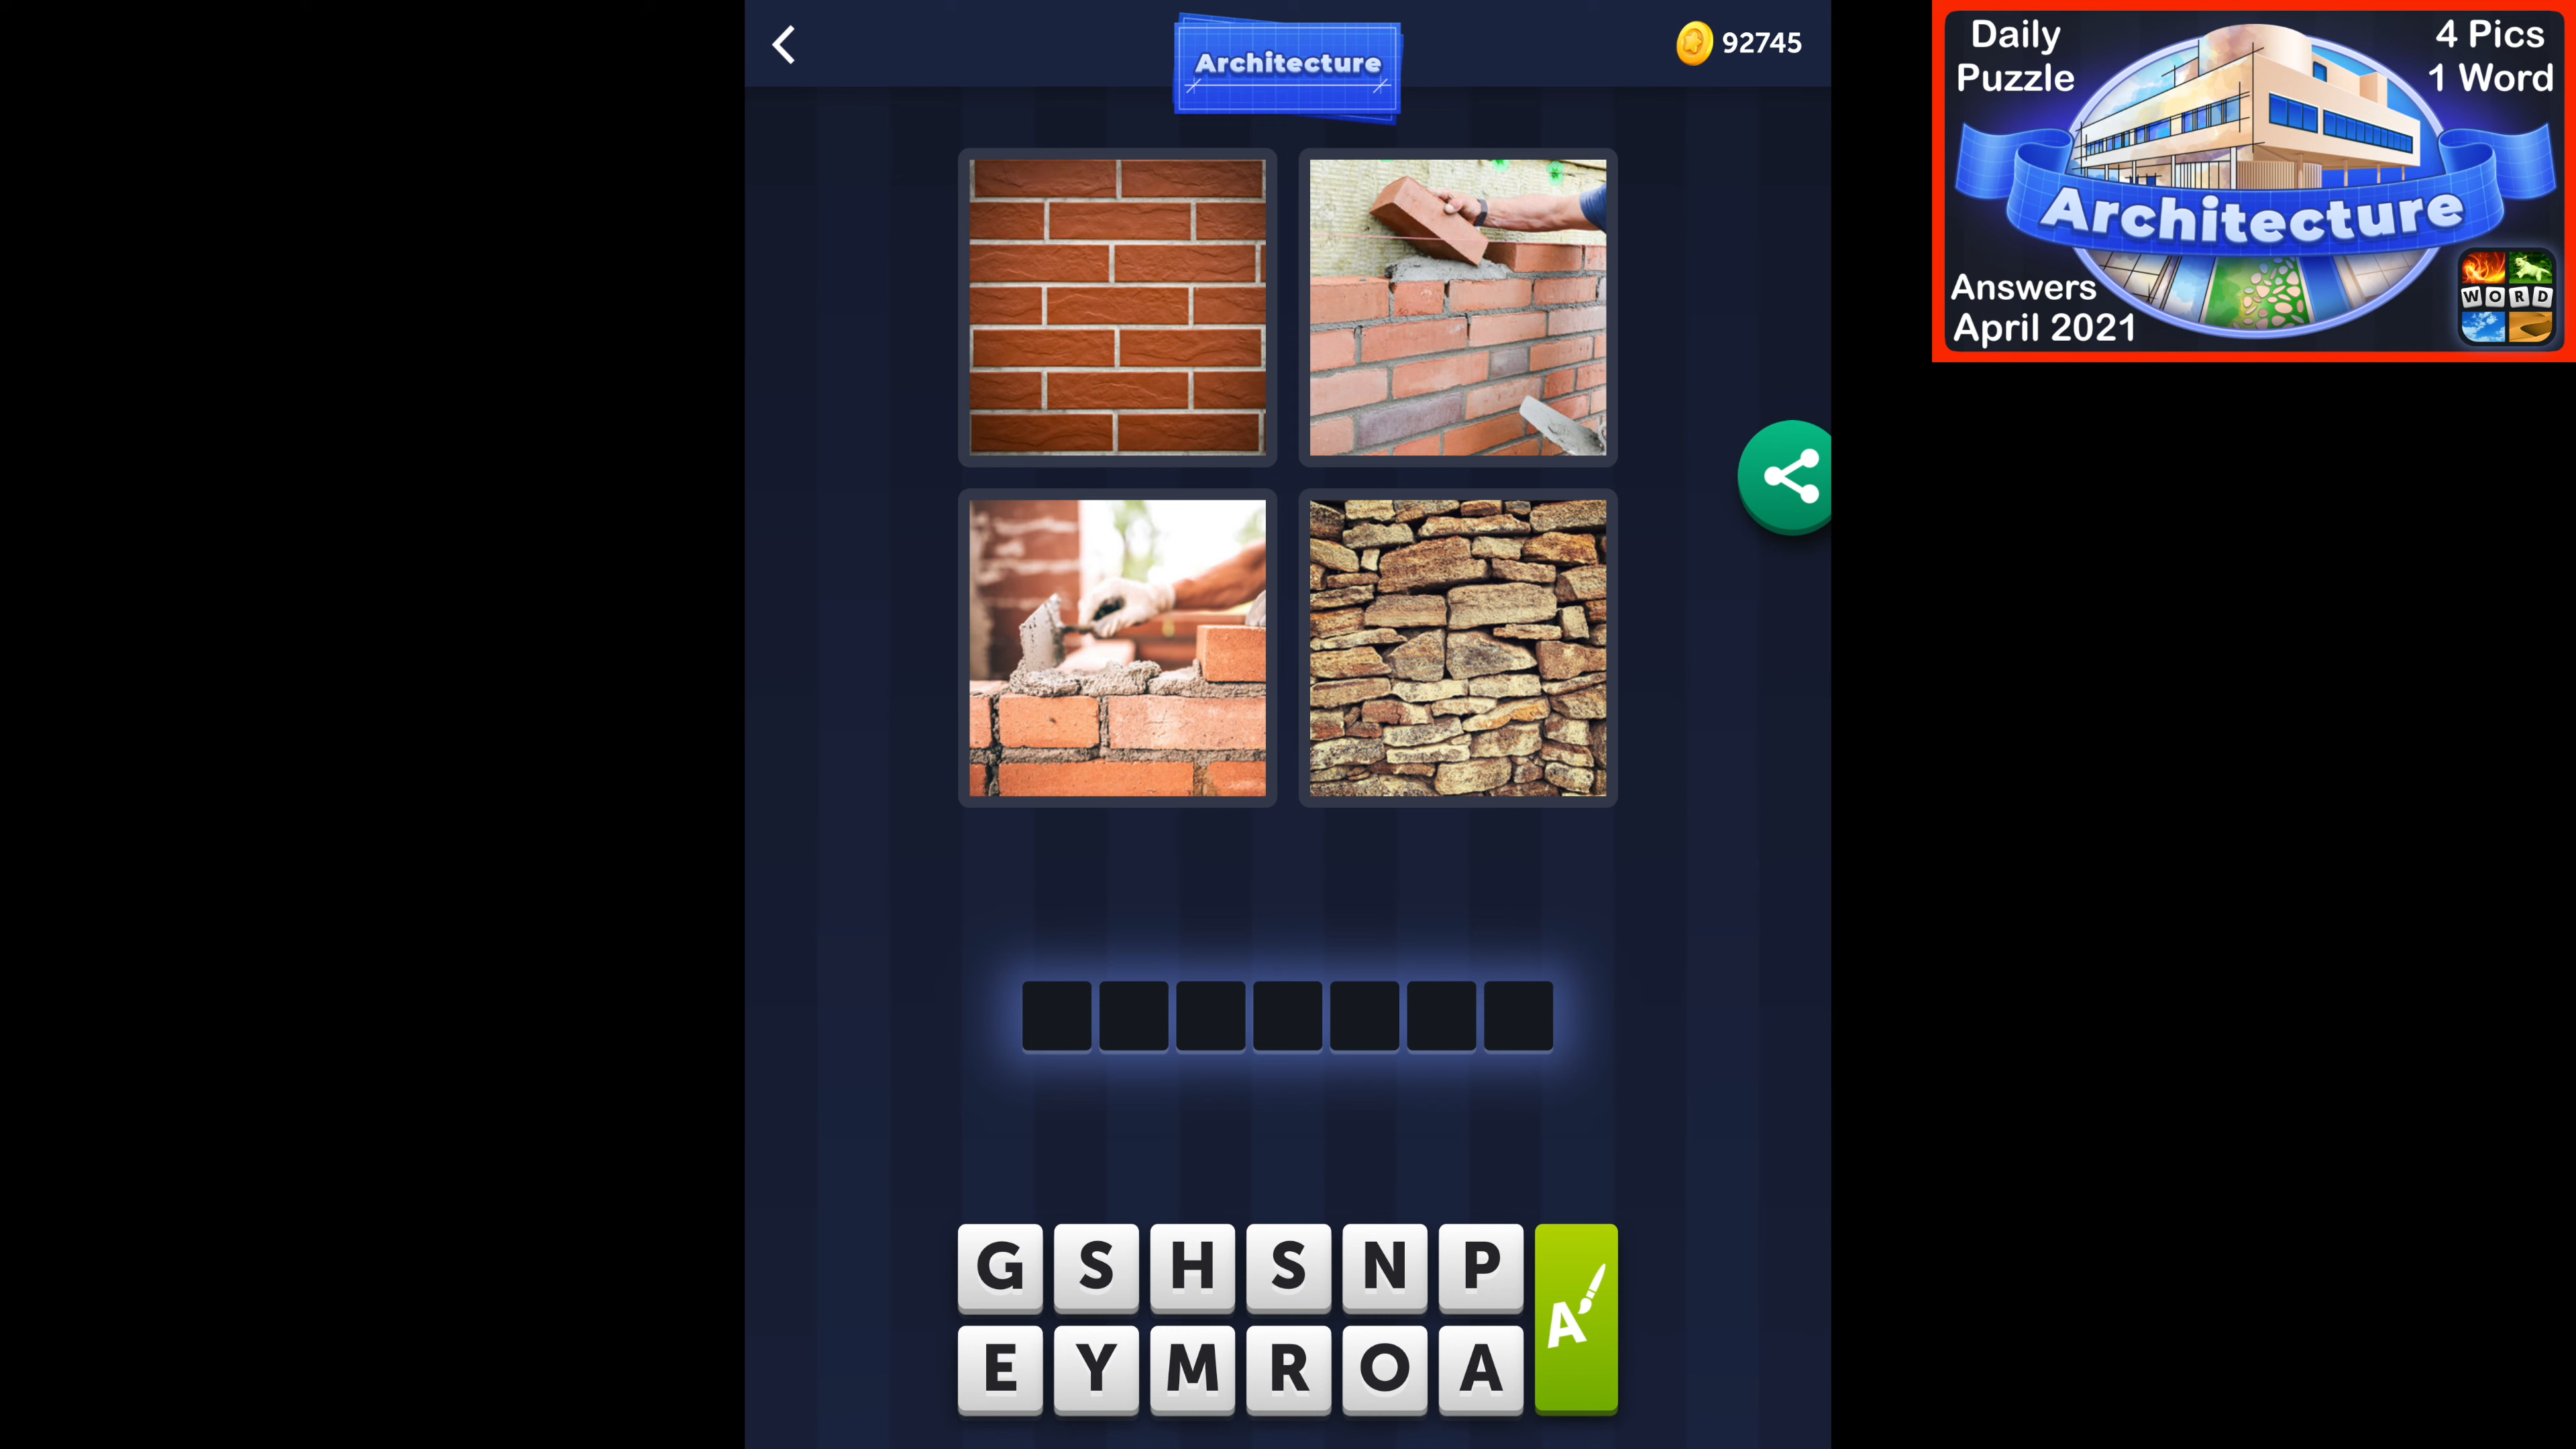 Architecture
92745
G S H S N P
E Y M R O A
A
Daily
Puzzle
4 Pics
1 Word
Architecture
Answers
April 2021
WORD